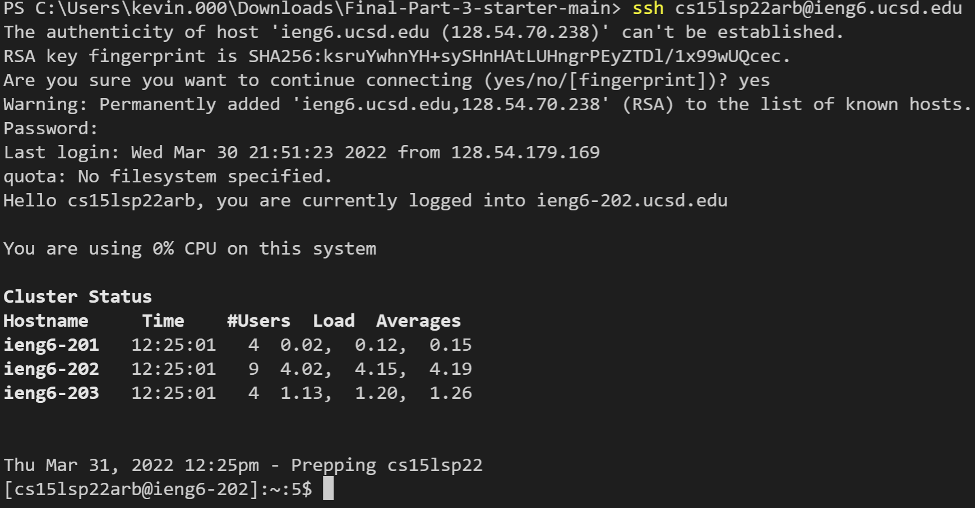 PS C:\Users\kevin.000\Downloads\Final-Part-3-starter-main> ssh cs15lsp22arb@ieng6.ucsd.edu
The authenticity of host 'ieng6.ucsd.edu (128.54.70.238)' can't be established.
RSA key fingerprint is SHA256:ksruYwhnYH+sySHnHAtLUHngrPEyZTDl/1x99wUQcec.
Are you sure you want to continue connecting (yes/no/[fingerprint])? yes
Warning: Permanently added 'ieng6.ucsd.edu,128.54.70.238' (RSA) to the list of known hosts.
Password:
Last login: Wed Mar 30 21:51:23 2022 from 128.54.179.169
quota: No filesystem specified.
Hello cs15lsp22arb, you are currently logged into ieng6-202.ucsd.edu
You are using 0% CPU on this system
Cluster Status
Hostname     Time    #Users  Load  Averages
ieng6-201   12:25:01   4  0.02,  0.12,  0.15
ieng6-202   12:25:01   9  4.02,  4.15,  4.19
ieng6-203   12:25:01   4  1.13,  1.20,  1.26
Thu Mar 31, 2022 12:25pm - Prepping cs15lsp22
[cs15lsp22arb@ieng6-202]:~:5$